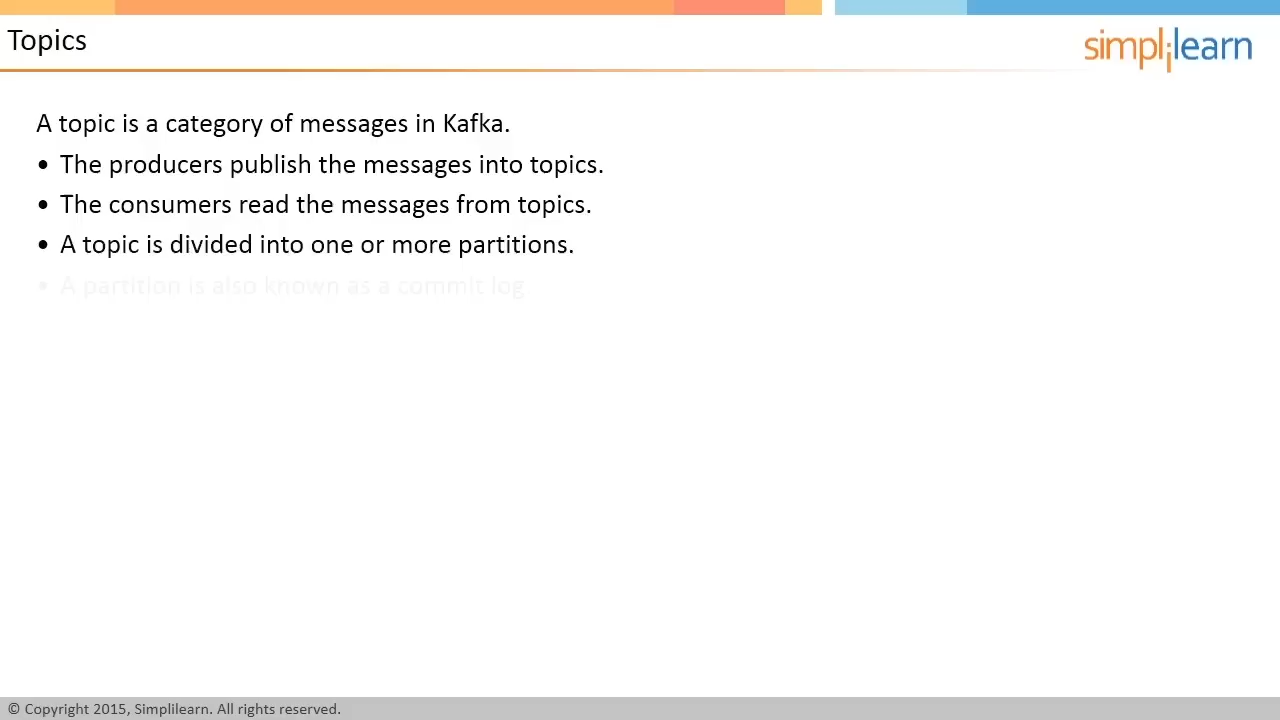 Topics
simplilearn
A topic is a category of messages in Kafka.
• The producers publish the messages into topics.
• The consumers read the messages from topics.
• A topic is divided into one or more partitions.
• A partition is also known as a commit log
© Copyright 2015, Simplilearn. All rights reserved.